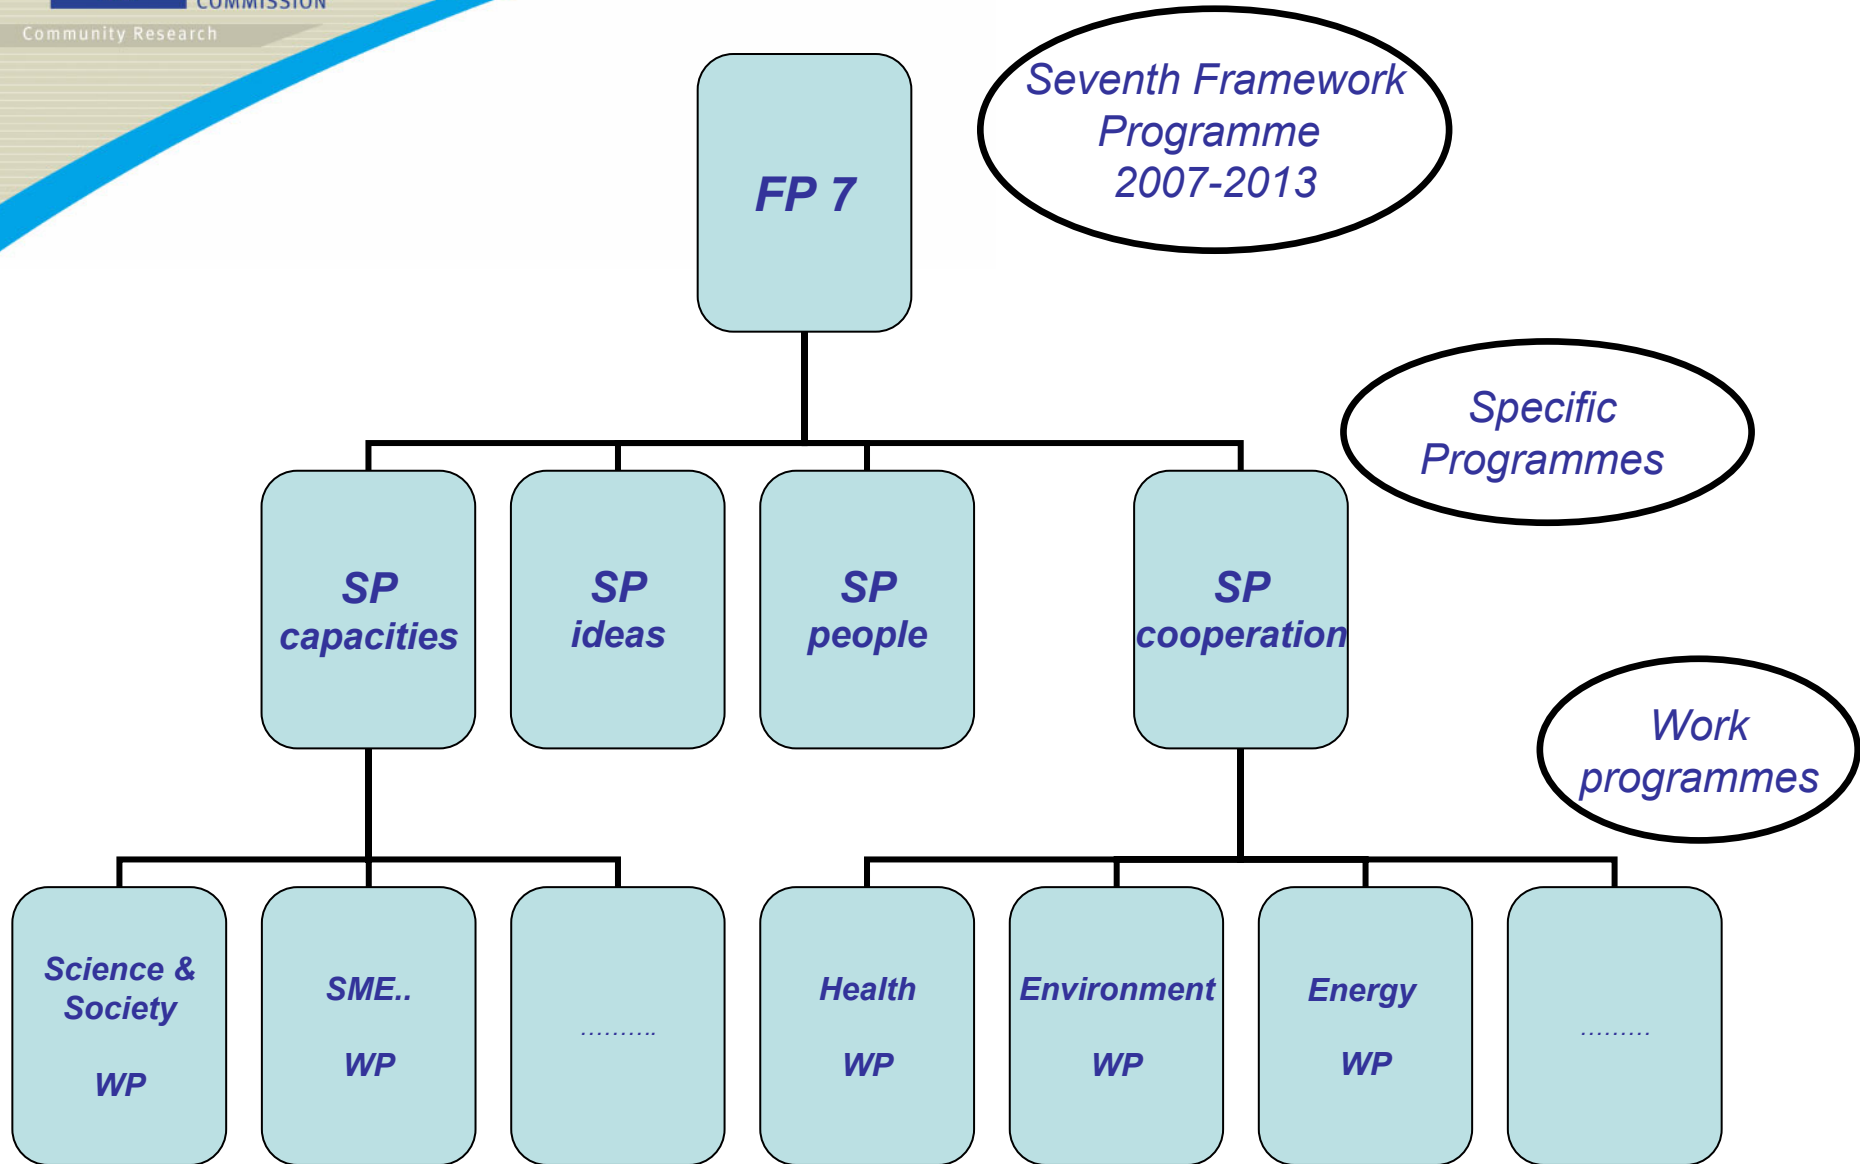 COMMISSION
Community Research
FP 7
Seventh Framework
Programme
2007-2013
Specific
Programmes
SP
capacities
SP
ideas
SP
people
SP
cooperation
Work
programmes
Science &
Society
WP
SME..
WP
..........
Health
WP
Environment
WP
Energy
WP
.........